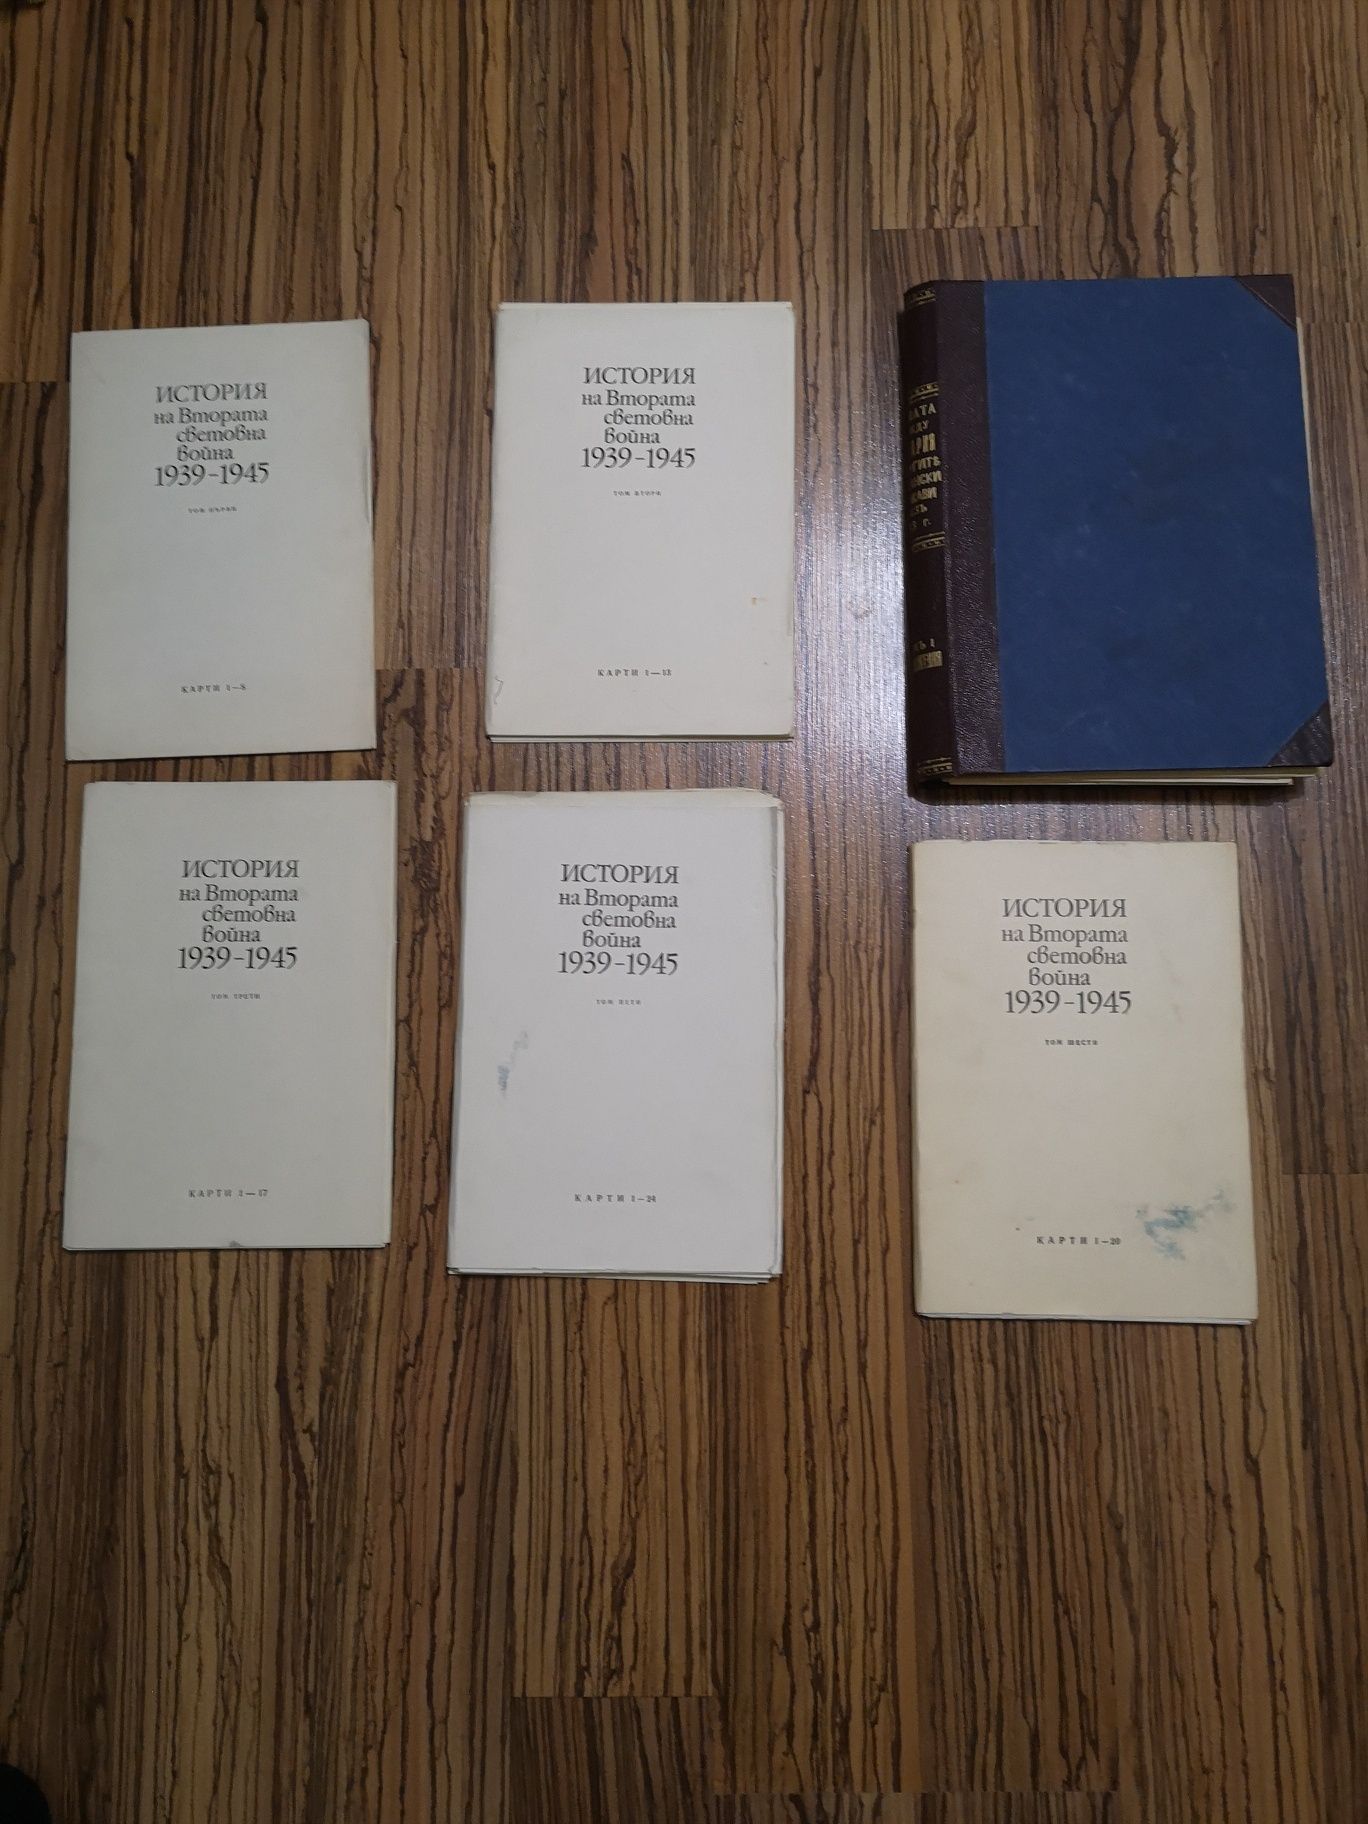 ИСТОРИЯ
на Втората
световна
война
1939-1945
ТОМ ПЪРВИ
КАРТИ 1—8
ИСТОРИЯ
на Втората
световна
война
1939-1945
ТОМ ВТОРИ
КАРТИ 1—13
АРИЯ
ИСТОРИЯ
на Втората
световна
война
1939-1945
ТОМ ТРЕТИ
КАРТИ 1—17
ИСТОРИЯ
на Втората
световна
война
1939-1945
ТОМ ПЕТИ
КАРТИ 1—24
ИСТОРИЯ
на Втората
световна
война
1939-1945
ТОМ ШЕСТИ
КАРТИ 1—20